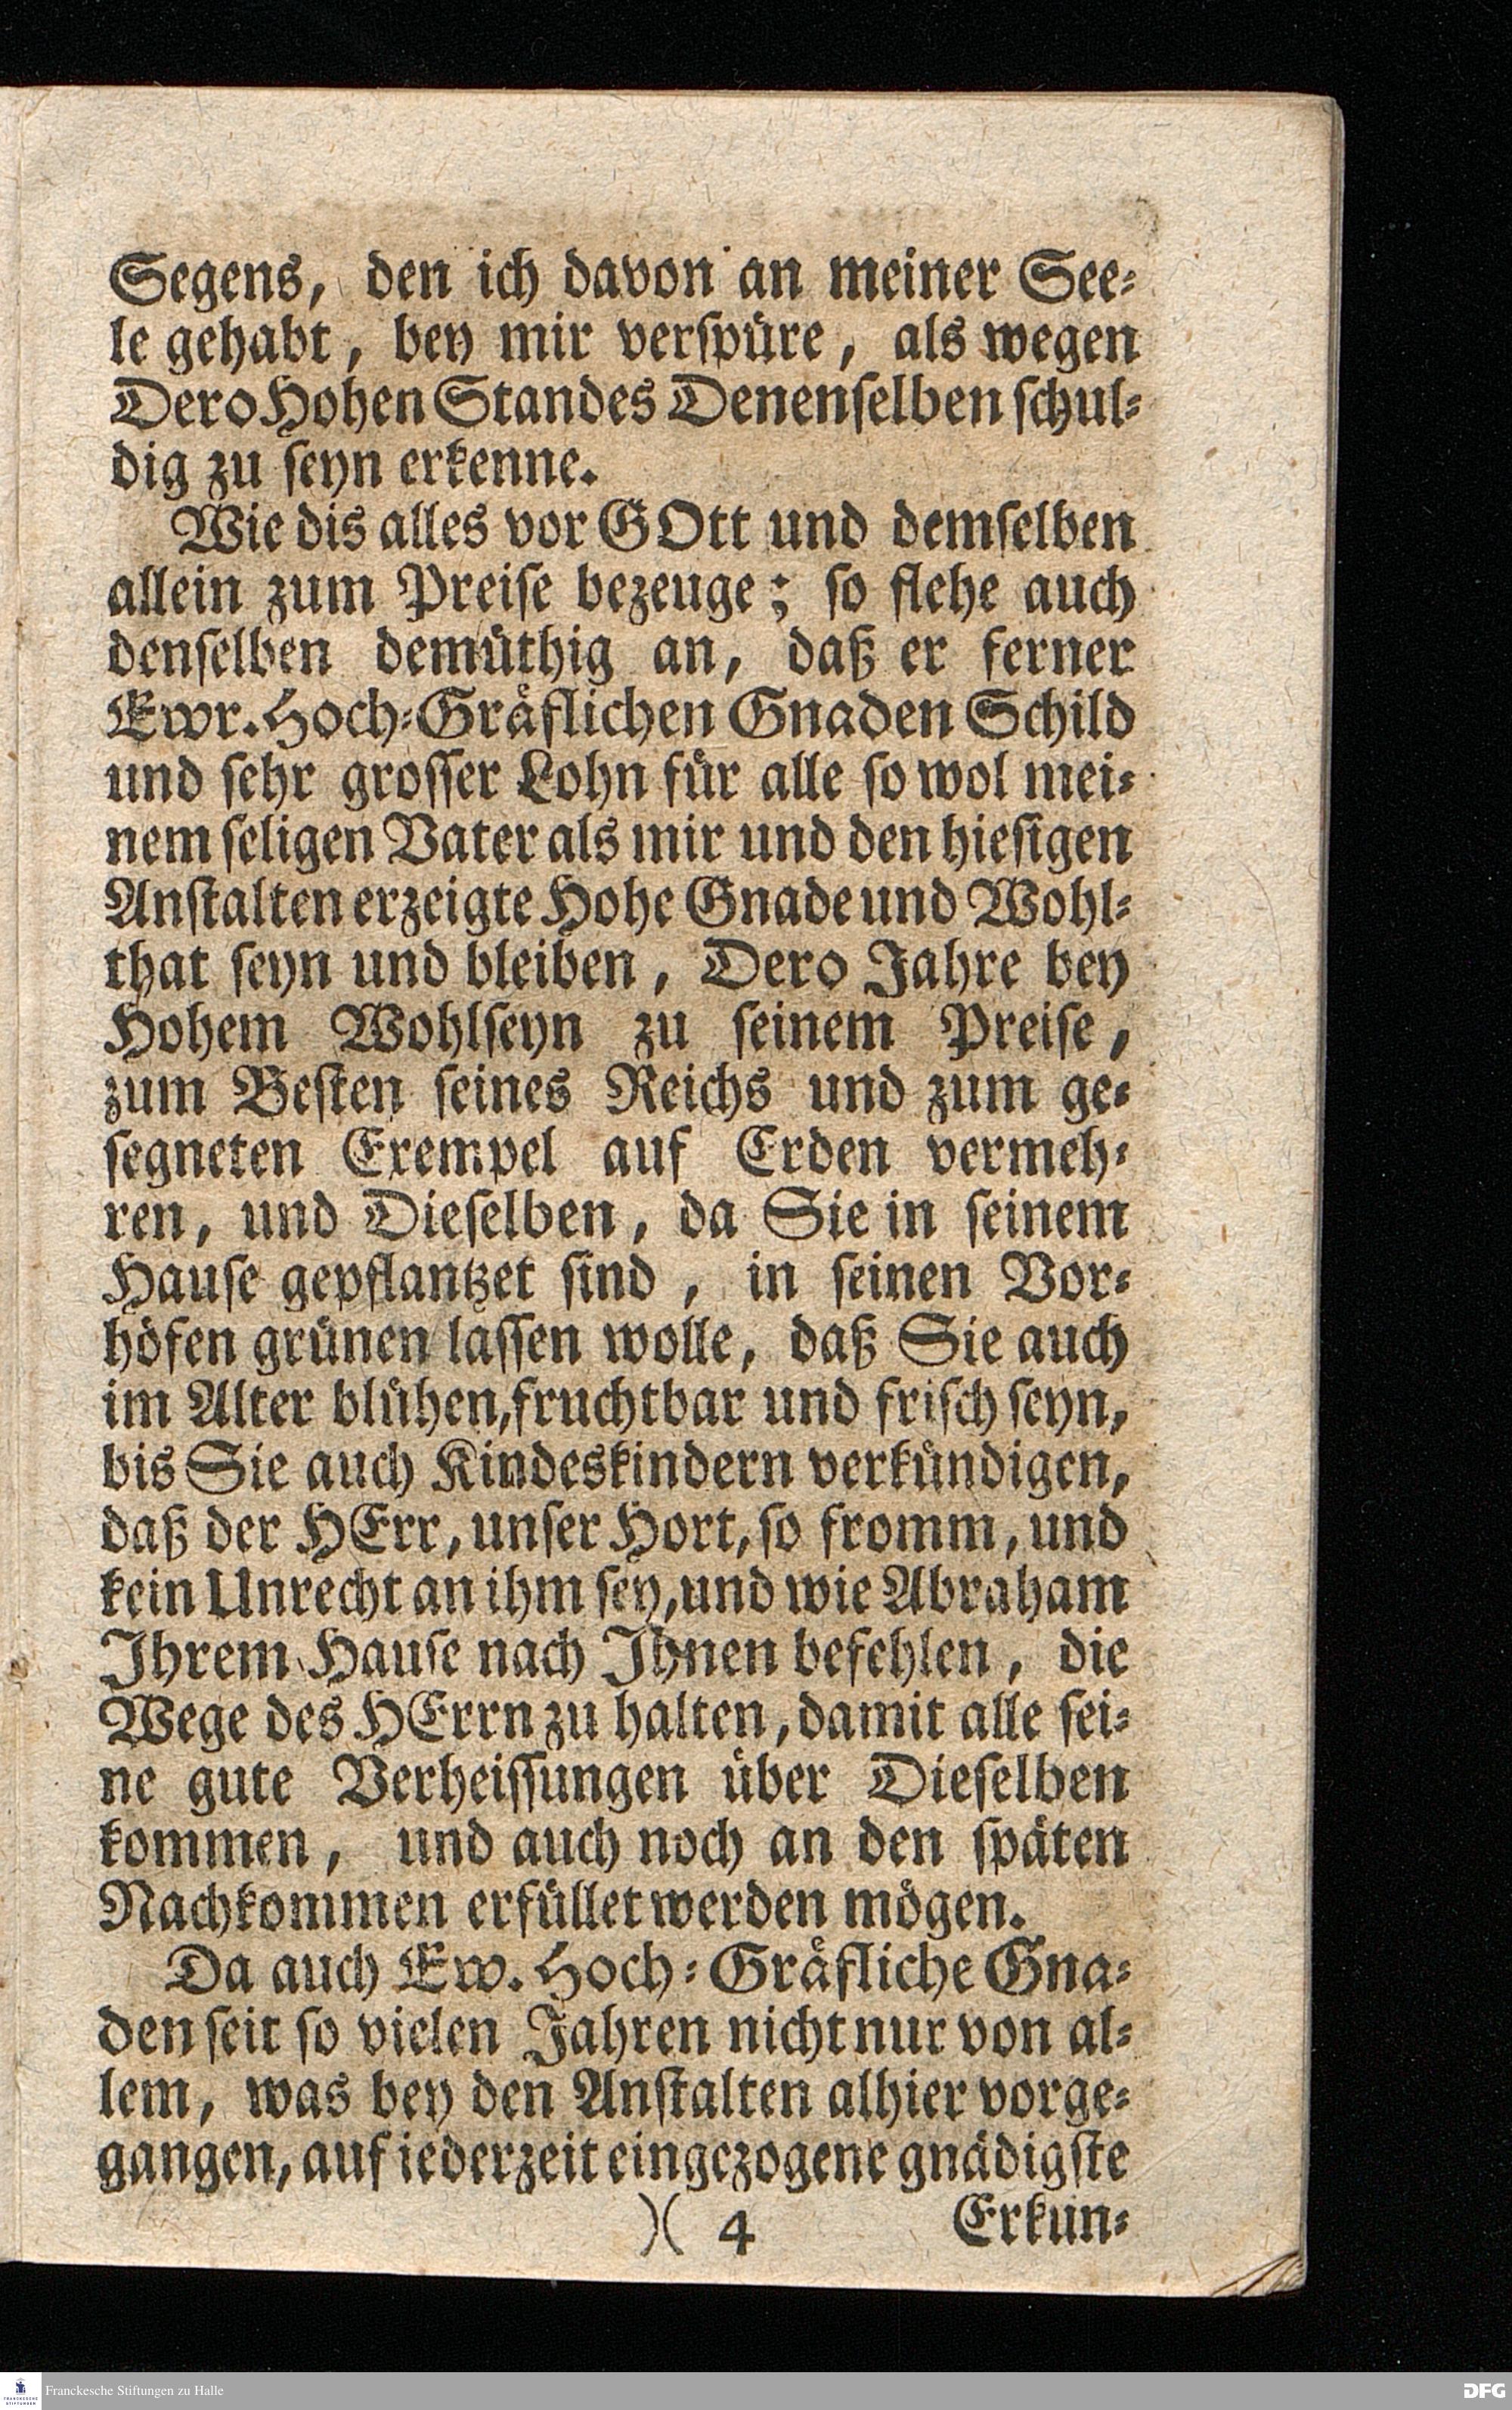 Segens, den ich davon an meiner See⸗
le gehabt, bey mir verſpüre, als wegen
Dero Hohen Standes Denenſelben ſchul⸗
dig zu ſeyn erkenne.
Wie dis alles vor GOtt und demſelben
allein zum Preiſe bezeuge; ſo flehe auch
denſelben demüthig an, daß er ferner
Ewr. Hoch⸗Gräflichen Gnaden Schild
und ſehr groſſer Lohn für alle ſo wol mei⸗
nem ſeligen Vater als mir und den hieſigen
Anſtalten erzeigte Hohe Gnade und Wohl⸗
that ſeyn und bleiben, Dero Jahre bey
Hohem Wohlſeyn zu ſeinem Preiſe,
zum Beſten ſeines Reichs und zum ge⸗
ſegneten Exempel auf Erden vermeh⸗
ren, und Dieſelben, da Sie in ſeinem
Hauſe gepflantzet ſind, in ſeinen Vor⸗
höfen grünen laſſen wolle, daß Sie auch
im Alter blühen, fruchtbar und friſch ſeyn,
bis Sie auch Kindeskindern verkündigen,
daß der HErr, unſer Hort, ſo fromm, und
kein Unrecht an ihm ſey, und wie Abraham
Ihrem Hauſe nach Ihnen befehlen, die
Wege des HErrn zu halten, damit alle ſei⸗
ne gute Verheiſſungen über Dieſelben
kommen, und auch noch an den ſpäten
Nachkommen erfüllet werden mögen.
Da auch Ew. Hoch⸗Gräfliche Gna⸗
den ſeit ſo vielen Jahren nicht nur von al⸗
lem, was bey den Anſtalten alhier vorge⸗
gangen, auf iederzeit eingezogene gnädigſte
)( 4 Erkun⸗
FRANCKESCHE STIFTUNGEN
Franckesche Stiftungen zu Halle
DFG